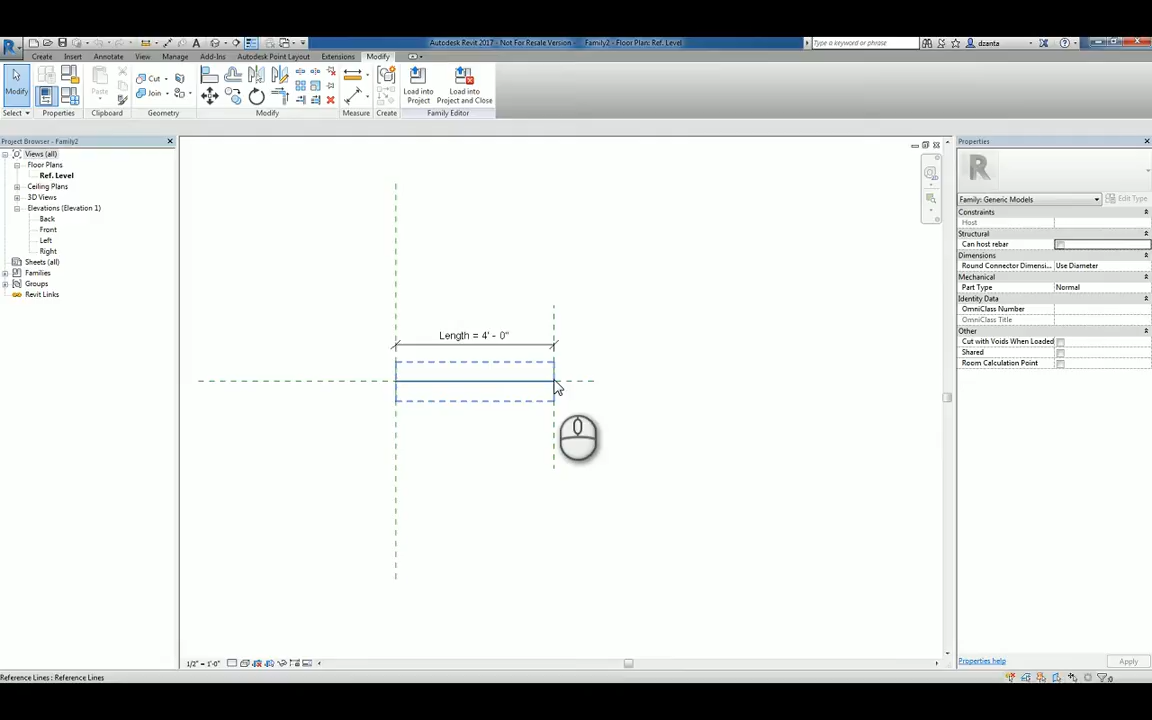 Autodesk Revit 2017 - Not For Resale Version - Family2 - Floor Plan: Ref. Level
Type a keyword or phrase
dzanta
Create Insert Annotate View Manage Add-Ins Autodesk Point Layout Extensions Modify
Modify
Paste
Cut
Join
Load into Project
Load into Project and Close
Select Properties Clipboard Geometry Modify Measure Create Family Editor
Project Browser - Family2
Views (all)
Floor Plans
Ref. Level
Ceiling Plans
3D Views
Elevations (Elevation 1)
Back
Front
Left
Right
Sheets (all)
Families
Groups
Revit Links
Length = 4' - 0"
Properties
Family: Generic Models
Edit Type
Constraints
Host
Structural
Can host rebar
Dimensions
Round Connector Dimensi... Use Diameter
Mechanical
Part Type Normal
Identity Data
OmniClass Number
OmniClass Title
Other
Cut with Voids When Loaded
Shared
Room Calculation Point
Properties help
Apply
1/2" = 1'-0"
Reference Lines : Reference Lines
:0